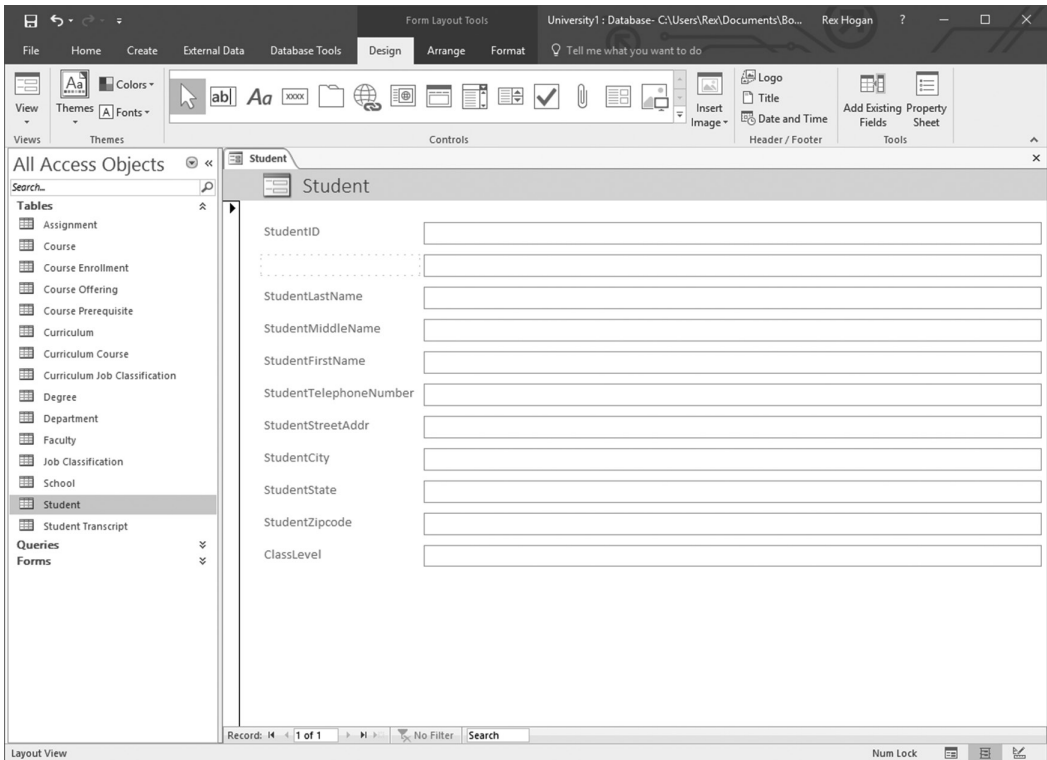 Form Layout Tools
University1 : Database- C:\Users\Rex\Documents\Bo...
Rex Hogan
?
File
Home
Create
External Data
Database Tools
Design
Arrange
Format
Tell me what you want to do
View
Views
Aa
Themes
Colors
A Fonts
Themes
ab
Aa
XXXX
Controls
Insert
Image
Logo
Title
Date and Time
Header / Footer
Add Existing
Fields
Property
Sheet
Tools
All Access Objects
Search...
Tables
Assignment
Course
Course Enrollment
Course Offering
Course Prerequisite
Curriculum
Curriculum Course
Curriculum Job Classification
Degree
Department
Faculty
Job Classification
School
Student
Student Transcript
Queries
Forms
Student
Student
StudentID
StudentLastName
StudentMiddleName
StudentFirstName
StudentTelephoneNumber
StudentStreetAddr
StudentCity
StudentState
StudentZipcode
ClassLevel
Record: 1 of 1
No Filter
Search
Layout View
Num Lock